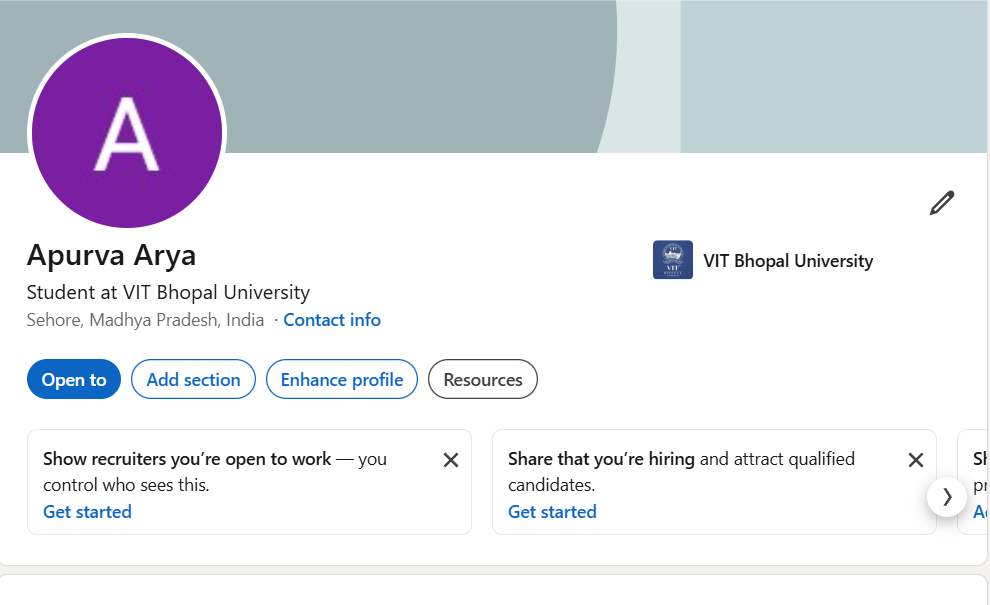 A
Apurva Arya
VIT Bhopal University
Student at VIT Bhopal University
Sehore, Madhya Pradesh, India · Contact info
Open to
Add section
Enhance profile
Resources
Show recruiters you’re open to work — you
control who sees this.
Get started
Share that you’re hiring and attract qualified
candidates.
Get started
VIT